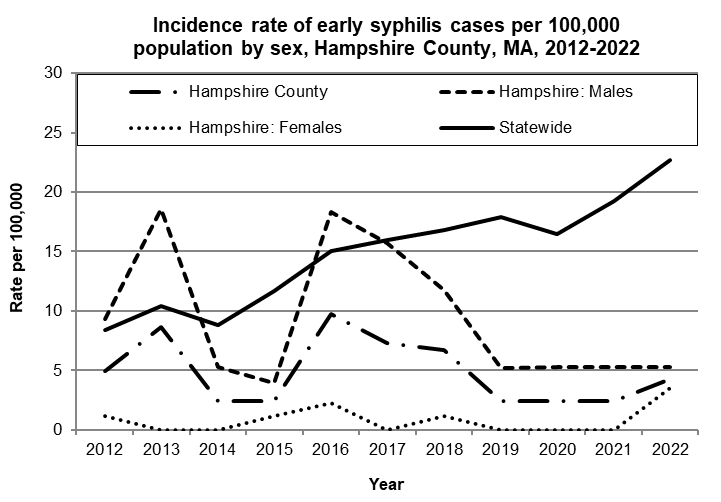 Incidence rate of early syphilis cases per 100,000
population by sex, Hampshire County, MA, 2012-2022
30
25
20
15
10
5
0
Rate per 100,000
Hampshire County
Hampshire: Males
Hampshire: Females
Statewide
2012 2013 2014 2015 2016 2017 2018 2019 2020 2021 2022
Year